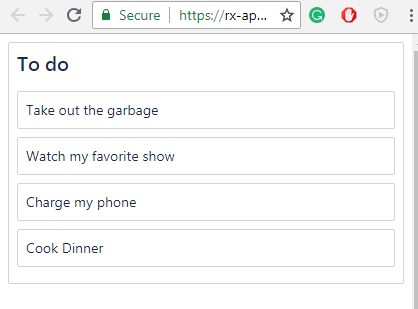 Secure
https://rx-ap...
To do
Take out the garbage
Watch my favorite show
Charge my phone
Cook Dinner